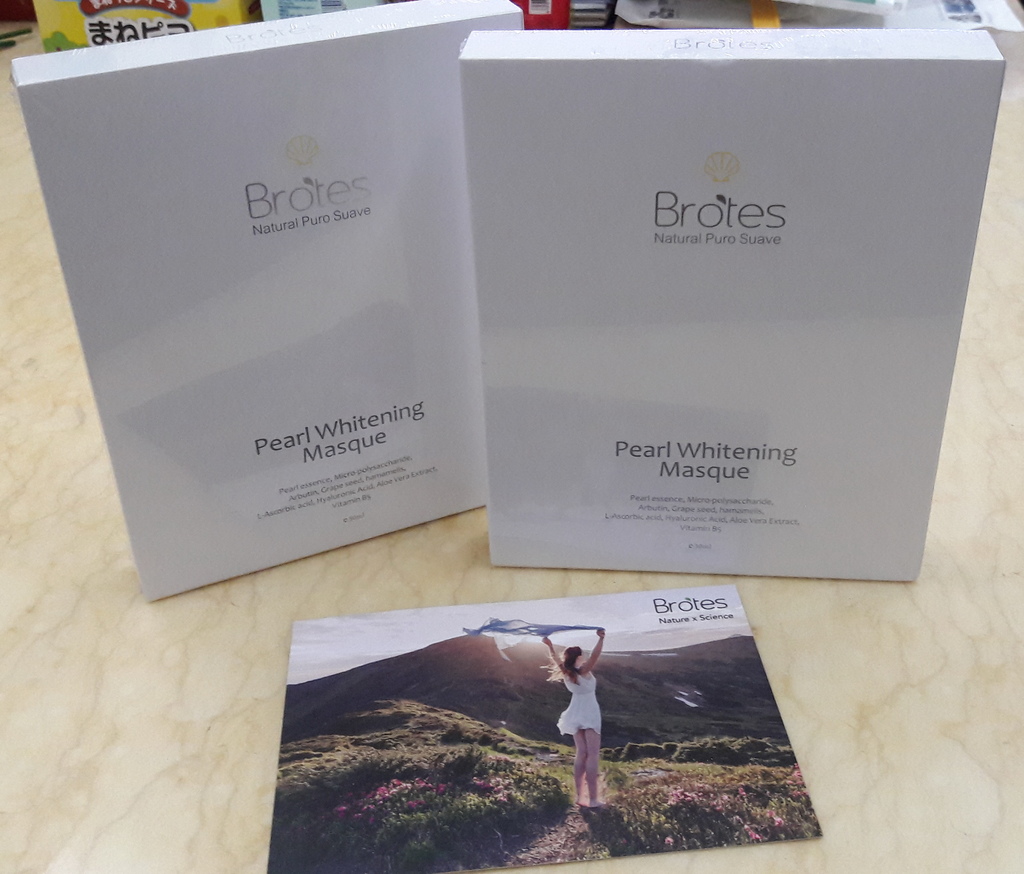 まねピコ
Brotes
Brotes
Natural Puro Suave
Pearl Whitening
Masque
Pearl essence, Micro-polysaccharide,
Arbutin, Grape seed, hamamelis,
L-Ascorbic acid, Hyaluronic Acid, Aloe Vera Extract,
Vitamin B5
Brotes
Brotes
Natural Puro Suave
Pearl Whitening
Masque
Pearl essence, Micro-polysaccharide,
Arbutin, Grape seed, hamamelis,
L-Ascorbic acid, Hyaluronic Acid, Aloe Vera Extract,
Vitamin B5
Brotes
Nature x Science